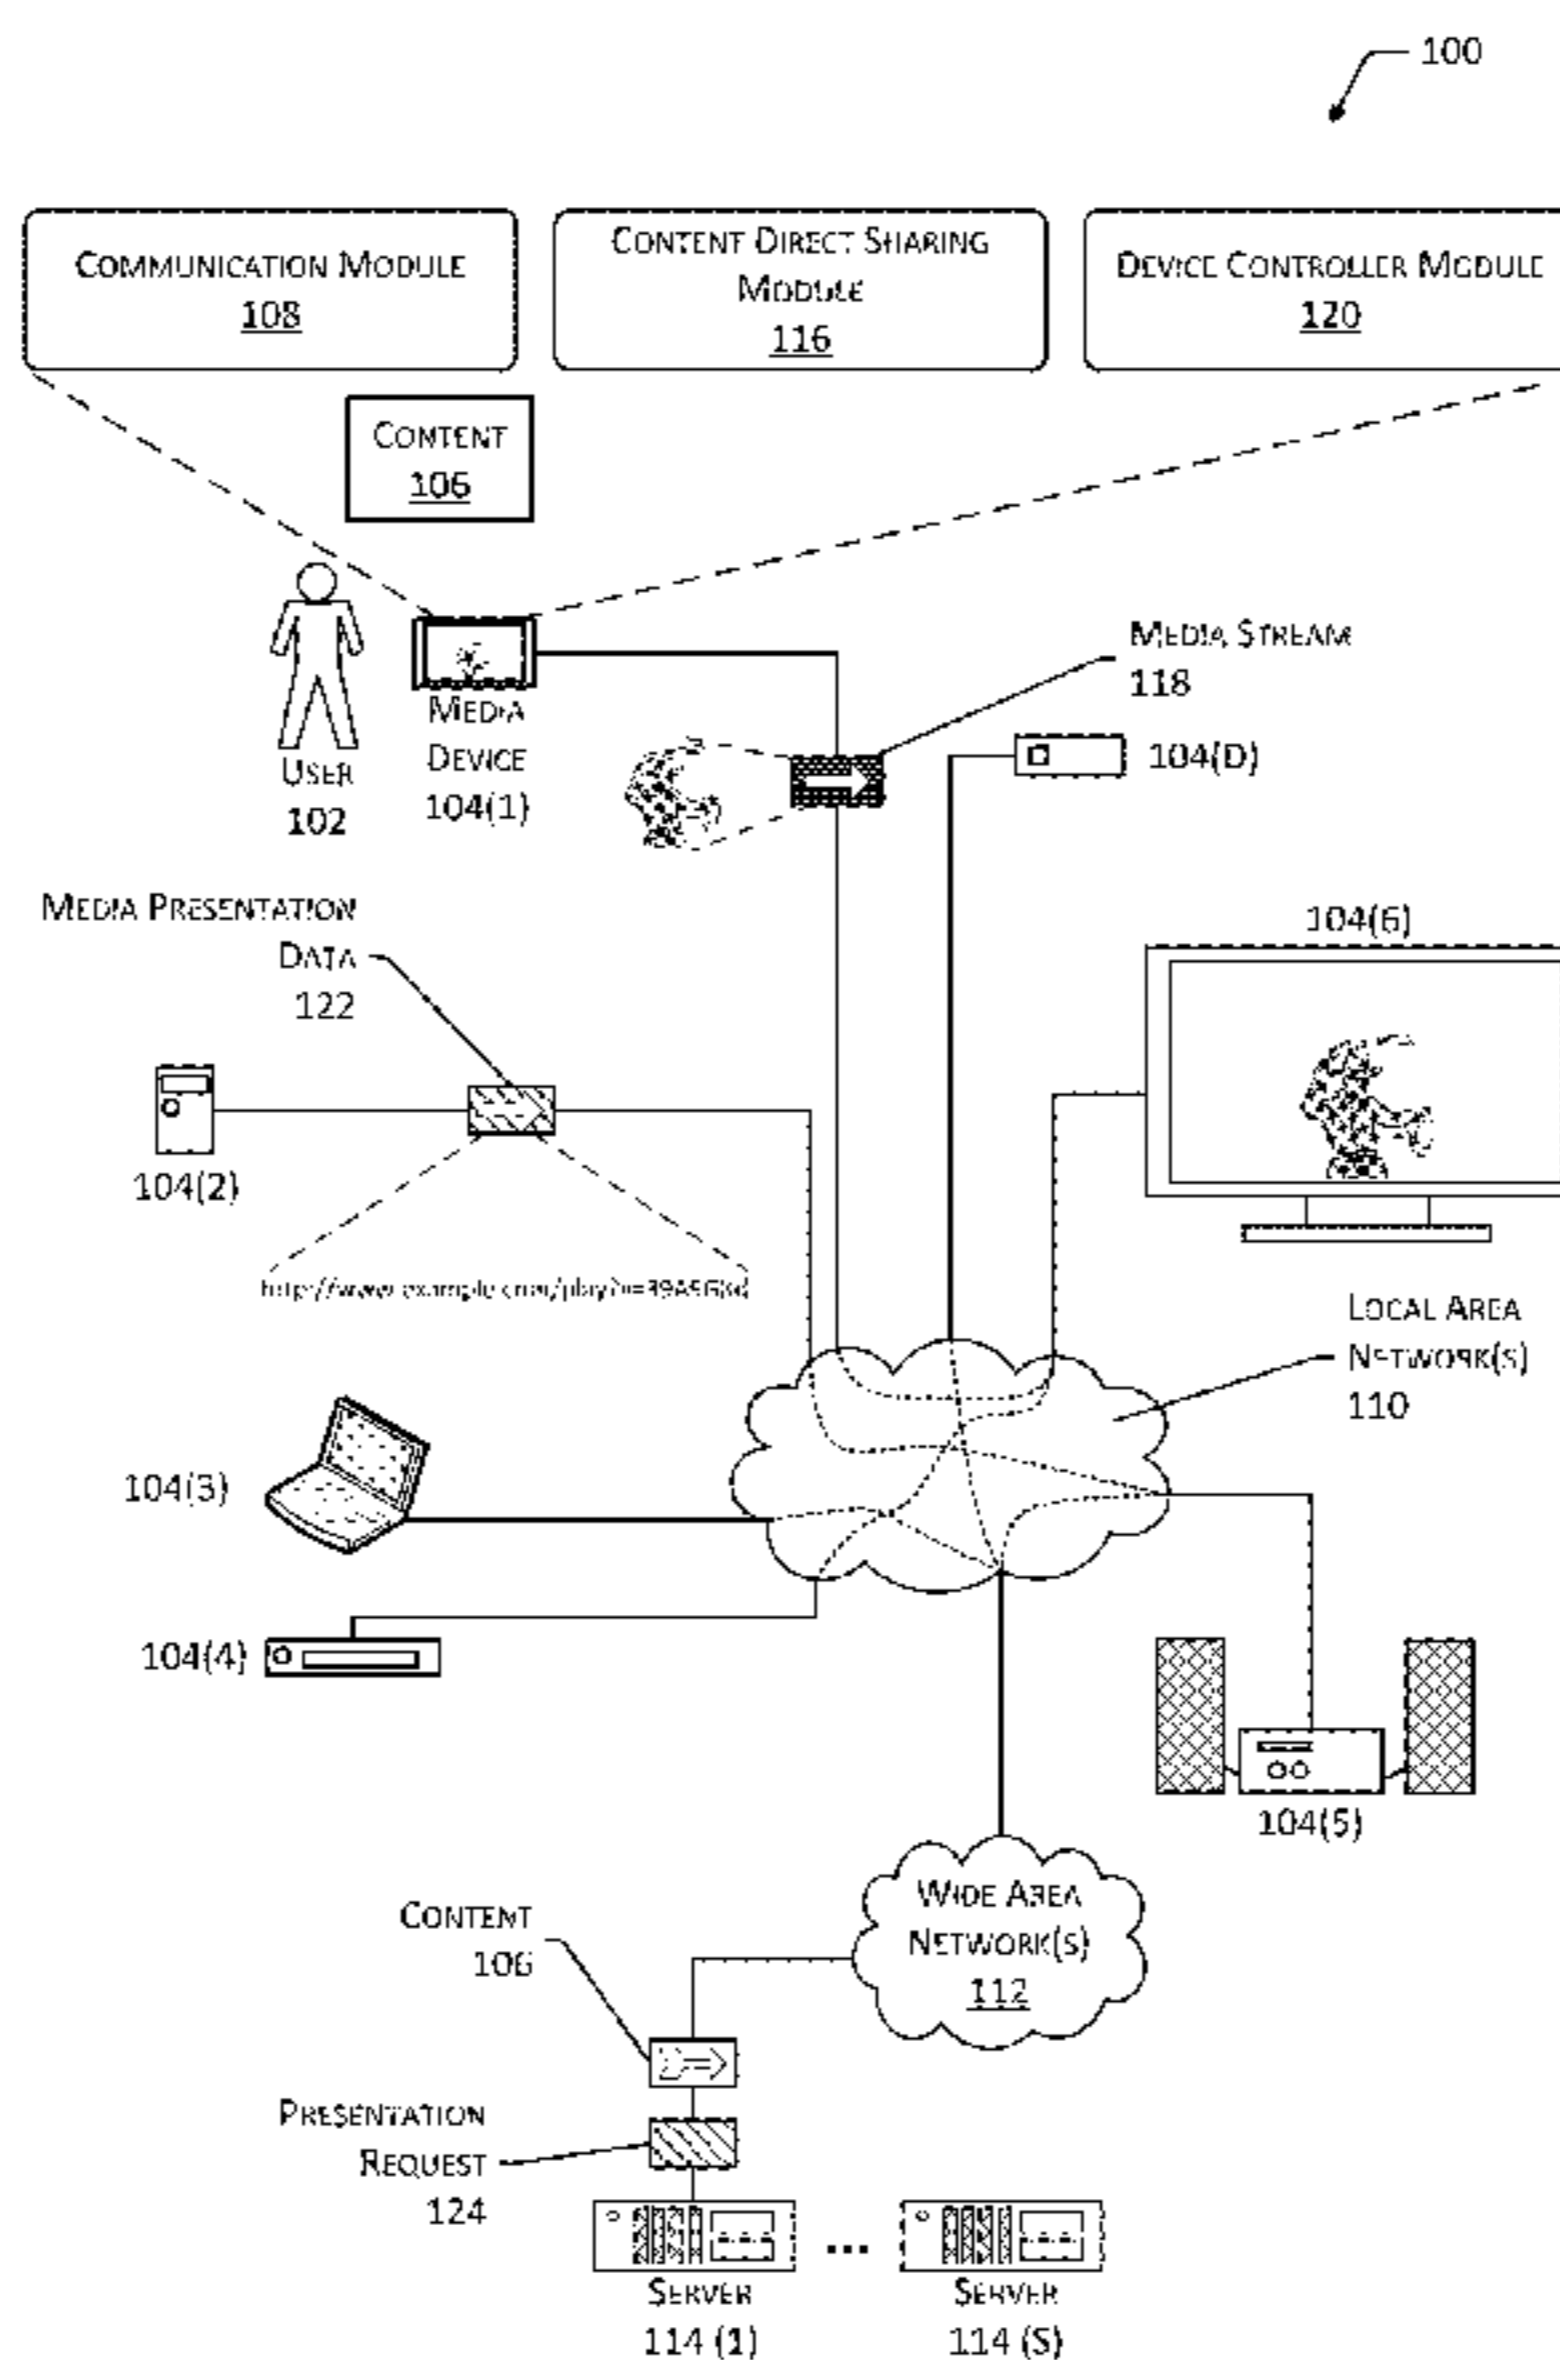 100
COMMUNICATION MODULE
108
CONTENT DIRECT SHARING
MODULE
116
DEVICE CONTROLLER MODULE
120
CONTENT
106
USER
102
MEDIA
DEVICE
104(1)
MEDIA STREAM
118
104(D)
MEDIA PRESENTATION
DATA
122
104(6)
104(2)
LOCAL AREA
NETWORK(S)
110
104(3)
104(4)
104(5)
WIDE AREA
NETWORK(S)
112
CONTENT
106
PRESENTATION
REQUEST
124
SERVER
114 (1)
...
SERVER
114 (S)